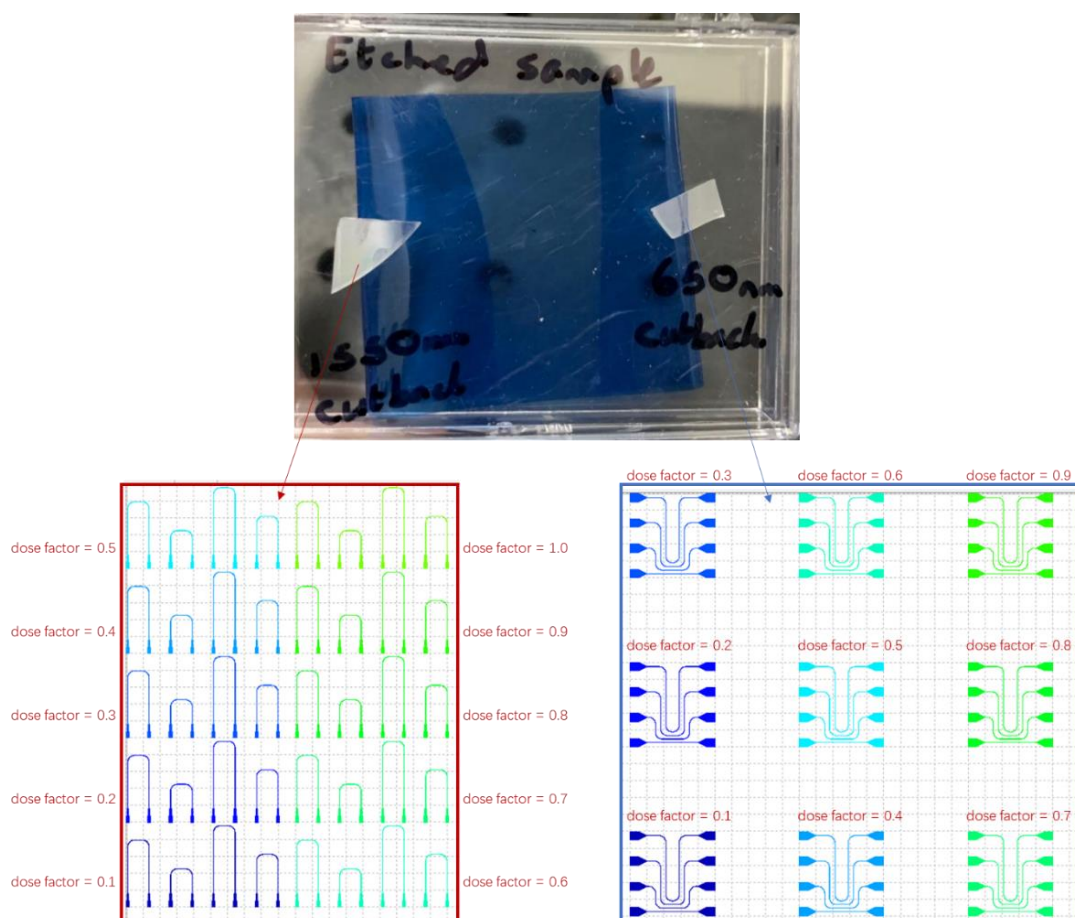 Etched sample
650nm
cutback
1550nm
cutback
dose factor = 0.5
dose factor = 0.4
dose factor = 0.3
dose factor = 0.2
dose factor = 0.1
dose factor = 1.0
dose factor = 0.9
dose factor = 0.8
dose factor = 0.7
dose factor = 0.6
dose factor = 0.3 dose factor = 0.6 dose factor = 0.9
dose factor = 0.2 dose factor = 0.5 dose factor = 0.8
dose factor = 0.1 dose factor = 0.4 dose factor = 0.7